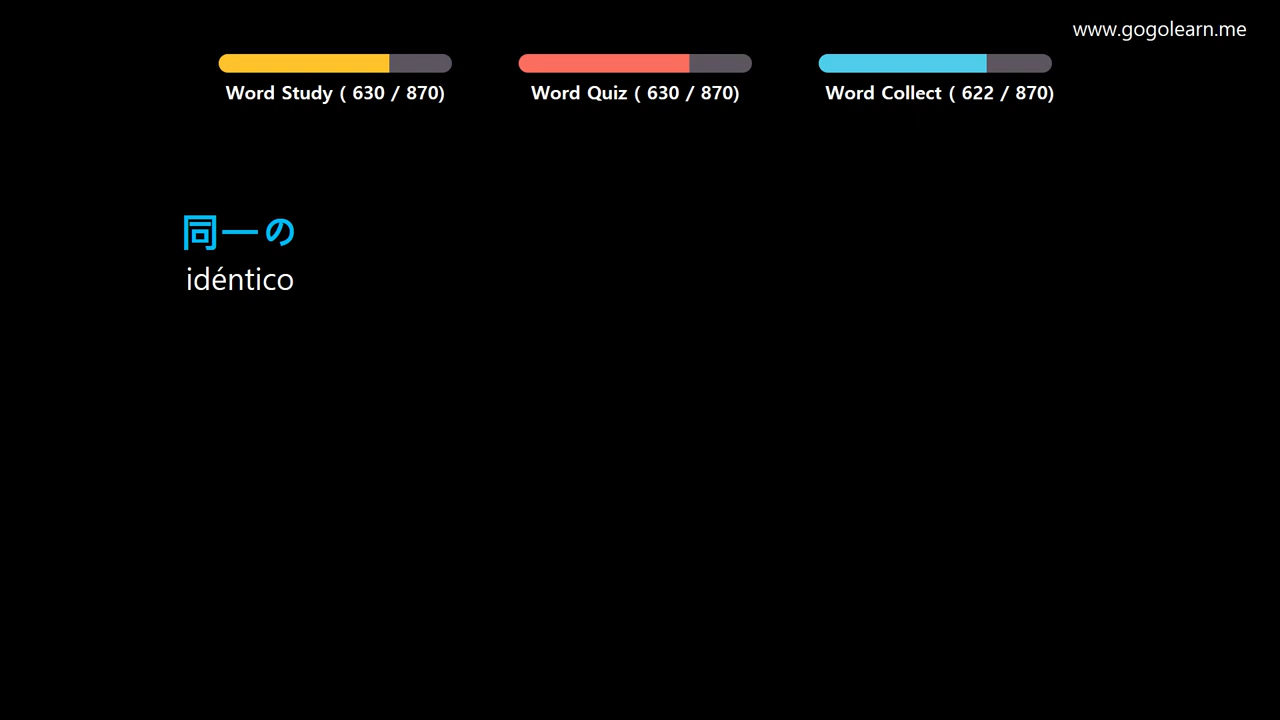 www.gogolearn.me
Word Study ( 630 / 870)
Word Quiz ( 630 / 870)
Word Collect ( 622 / 870)
同一の
idéntico